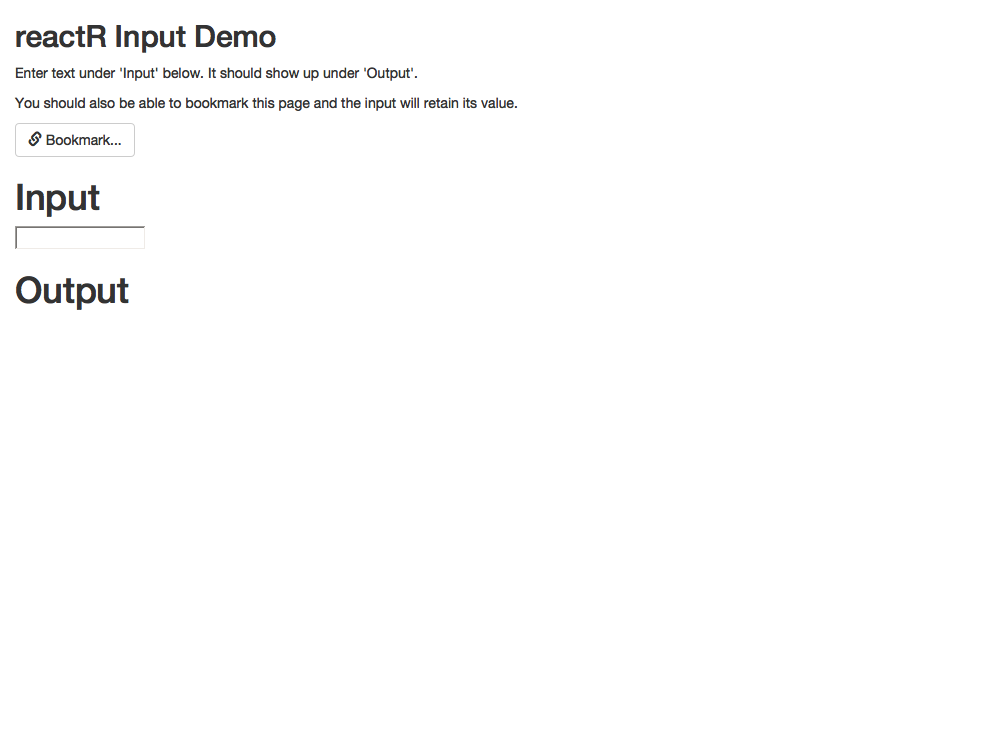 reactR Input Demo
Enter text under 'Input' below. It should show up under 'Output'.
You should also be able to bookmark this page and the input will retain its value.
Bookmark...
Input
Output